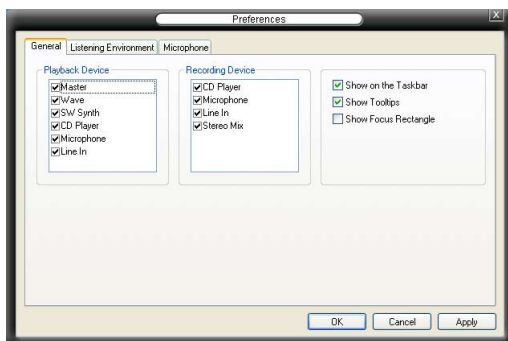 Preferences
X
General Listening Environment Microphone
Playback Device
Master
Wave
SW Synth
CD Player
Microphone
Line In
Recording Device
CD Player
Microphone
Line In
Stereo Mix
Show on the Taskbar
Show Tooltips
Show Focus Rectangle
OK Cancel Apply